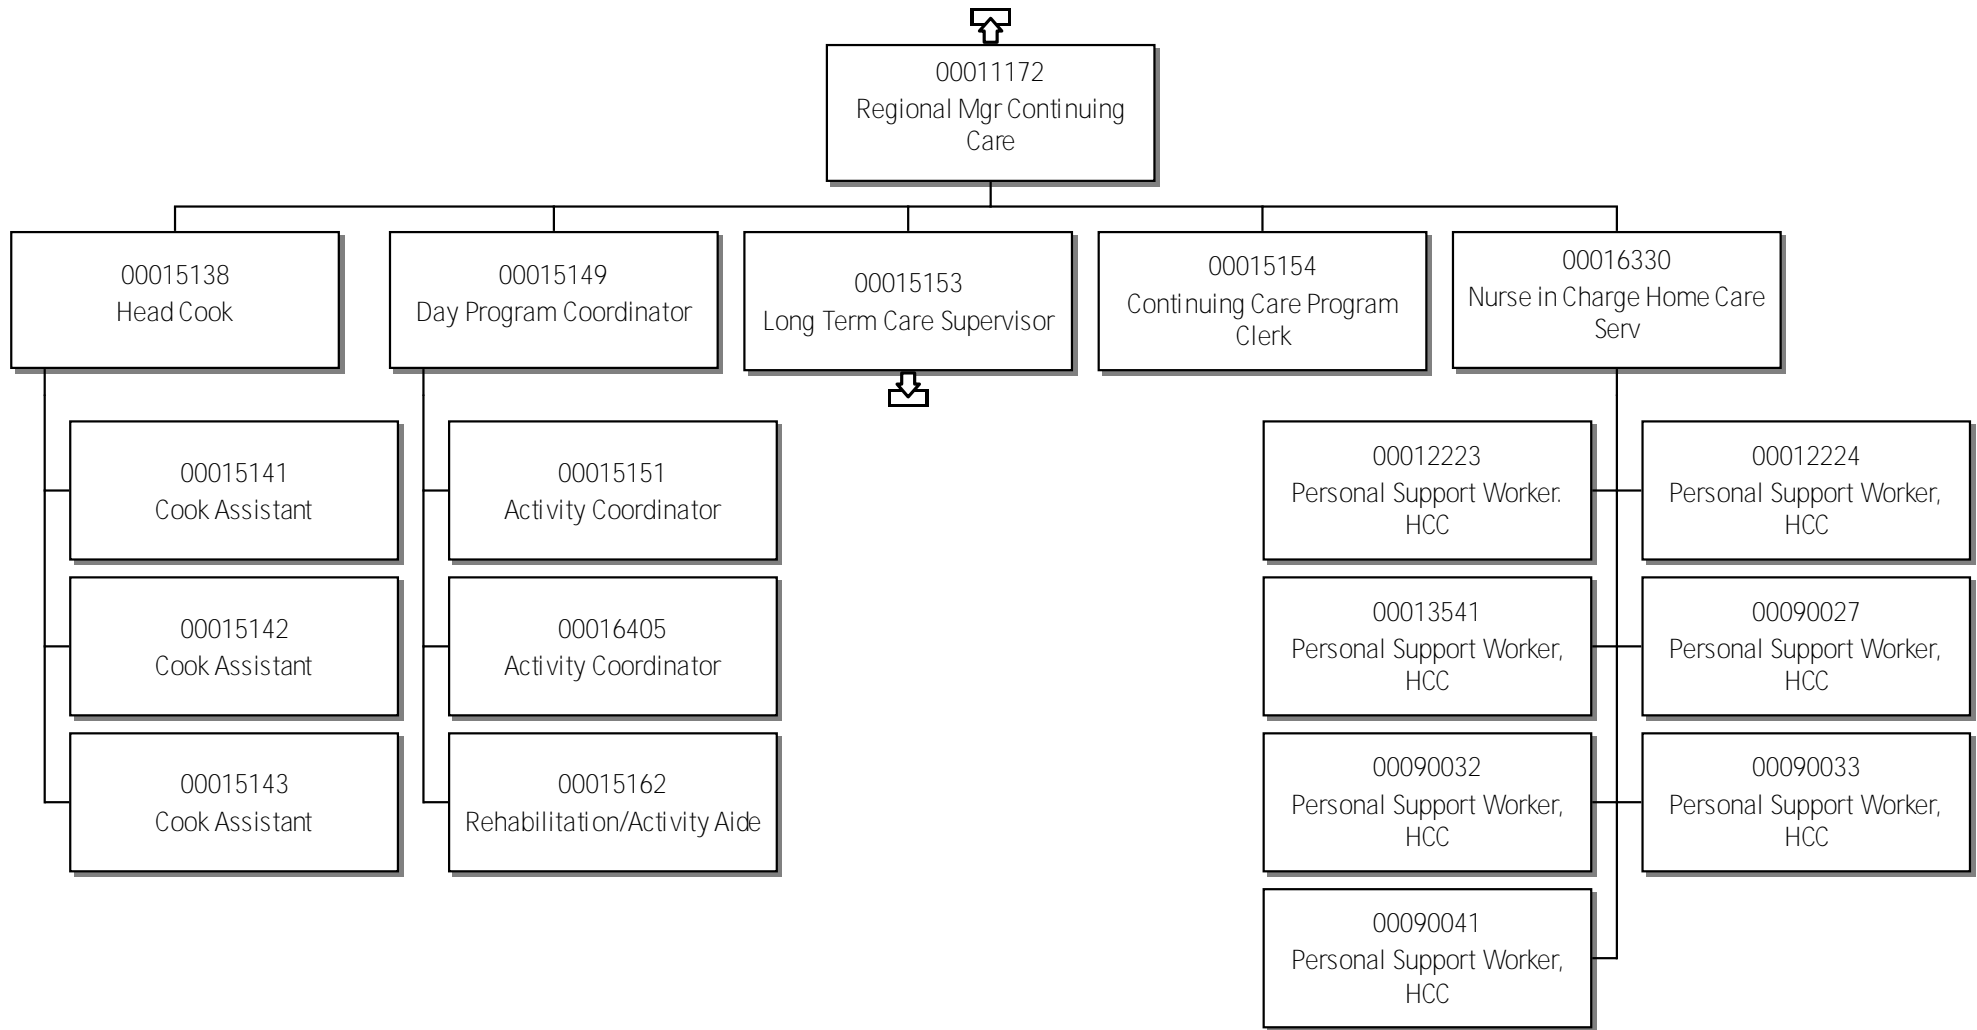 00011172
Regional Mgr Continuing
Care
00015138
Head Cook
00015149
Day Program Coordinator
00015153
Long Term Care Supervisor
00015154
Continuing Care Program
Clerk
00016330
Nurse in Charge Home Care
Serv
00015141
Cook Assistant
00015142
Cook Assistant
00015143
Cook Assistant
00015151
Activity Coordinator
00016405
Activity Coordinator
00015162
Rehabilitation/Activity Aide
00012223
Personal Support Worker.
HCC
00012224
Personal Support Worker,
HCC
00013541
Personal Support Worker,
HCC
00090027
Personal Support Worker,
HCC
00090032
Personal Support Worker,
HCC
00090033
Personal Support Worker,
HCC
00090041
Personal Support Worker,
HCC